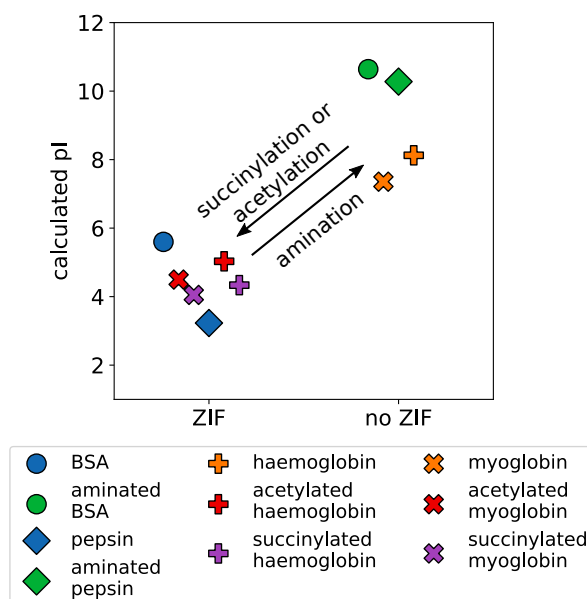 12
10
8
6
4
2
calculated pI
succinylation or
acetylation
amination
ZIF
no ZIF
BSA
aminated
BSA
pepsin
aminated
pepsin
haemoglobin
acetylated
haemoglobin
succinylated
haemoglobin
myoglobin
acetylated
myoglobin
succinylated
myoglobin